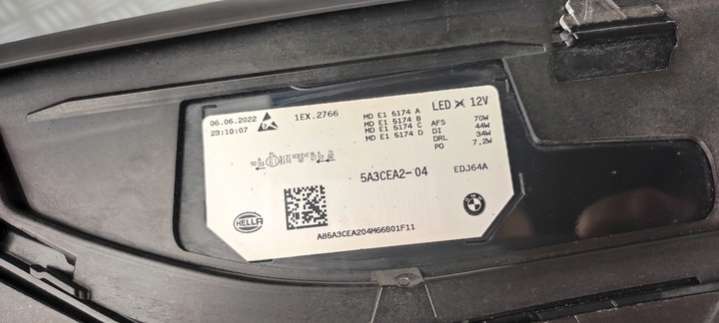 06.06.2022
23:10:07
1EX.2766
MD E1 5174 A
MD E1 5174 B
MD E1 5174 C
MD E1 5174 D
LED 12V
AFS 70W
DI 44W
DRL 34W
PO 7,2W
5A3CEA2-04
EDJ64A
HELLA
AB5A3CEA204M66B01F11